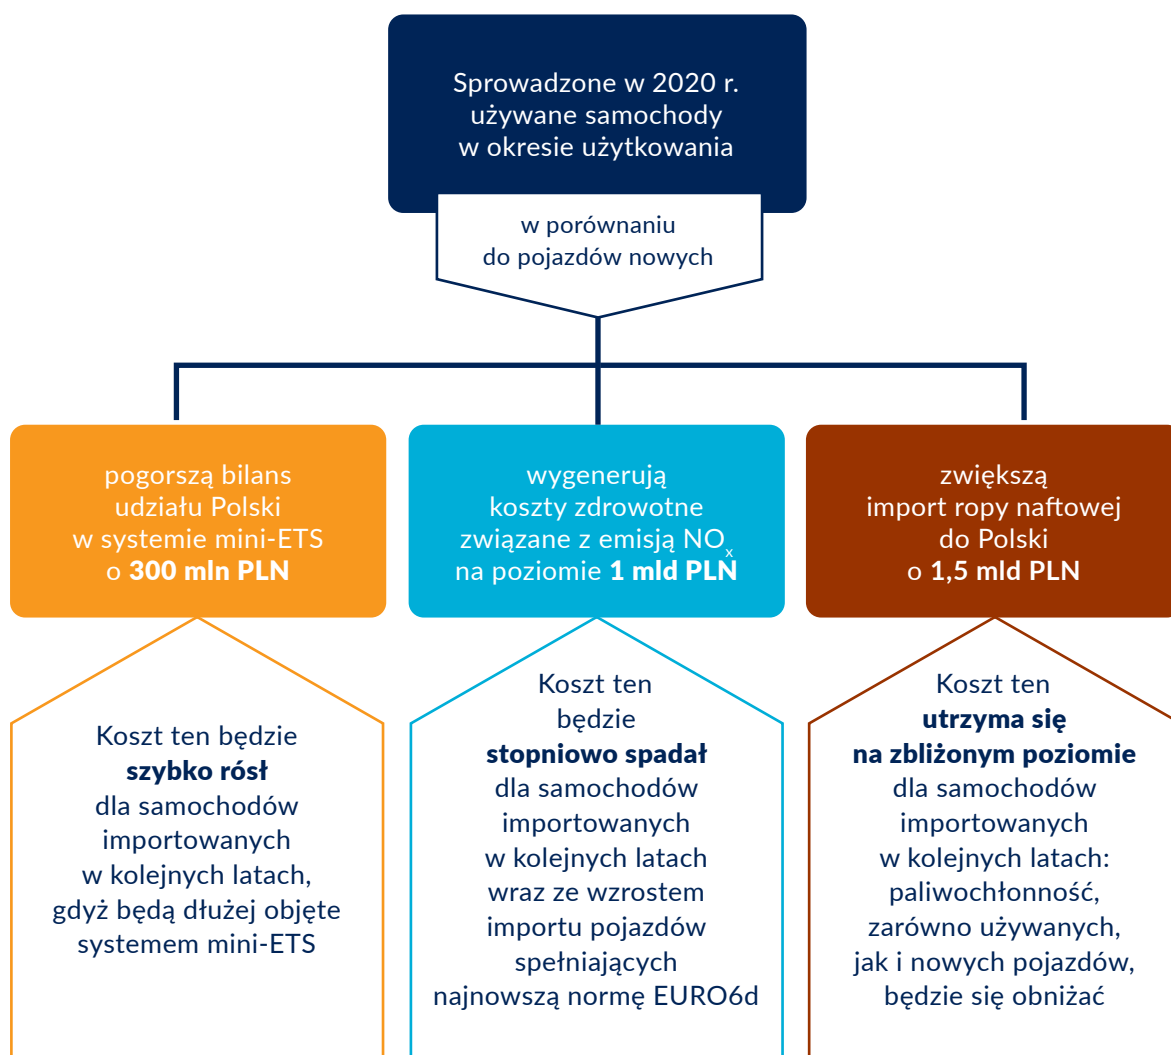 Sprowadzone w 2020 r.
używane samochody
w okresie użytkowania
w porównaniu
do pojazdów nowych
pogorszą bilans
udziału Polski
w systemie mini-ETS
o 300 mln PLN
wygenerują
koszty zdrowotne
związane z emisją NOx
na poziomie 1 mld PLN
zwiększą
import ropy naftowej
do Polski
o 1,5 mld PLN
Koszt ten będzie
szybko rósł
dla samochodów
importowanych
w kolejnych latach,
gdyż będą dłużej objęte
systemem mini-ETS
Koszt ten
będzie
stopniowo spadał
dla samochodów
importowanych
w kolejnych latach
wraz ze wzrostem
importu pojazdów
spełniających
najnowszą normę EURO6d
Koszt ten
utrzyma się
na zbliżonym poziomie
dla samochodów
importowanych
w kolejnych latach:
paliwochłonność,
zarówno używanych,
jak i nowych pojazdów,
będzie się obniżać